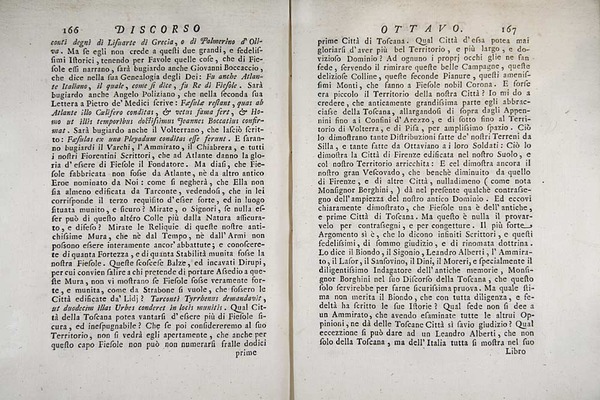 166 DISCORSO
conti degni di Lisuarte di Grecia, o di Palmerino d' Oli-
va. Ma se egli non crede a questi due grandi, e fedelis-
simi Istorici, tenendo per Favole quelle cose, che di Fie-
sole essi narrano, sarà bugiardo anche Giovanni Boccaccio,
che dice nella sua Genealogia delli Dei: Fu anche Atlan-
te Italiano, il quale, come si dice, fu Re di Fiesole. Sarà
bugiardo anche Angelo Poliziano, che nella seconda sua
Lettera a Pietro de' Medici scrive: Fæsulæ restant, quas ab
Atlante illo Califero conditas, & vetus fama fert, & Ho-
mo ut illis temporibus doctissimus Joannes Boccatius confir-
mat. Sarà bugiardo anche il Volterrano, che lasciò scrit-
to: Fæsulas ex una Pleyadum conditas esse ferunt. E saran-
no bugiardi il Varchi, l'Ammirato, il Chiabrera, e tutti
i nostri Fiorentini Scrittori, che ad Atlante danno la glo-
ria d'essere di Fiesole il Fondatore. Ma diasi, che Fie-
sole fabbricata non fosse da Atlante, nè da altro antico
Eroe nominato da Noi: come si negherà, che Ella non
sia almeno edificata da Tarconte, vedendosi, che in lei
corrisponde il terzo requisito d'esser forte, ed in luogo
situata munito, e sicuro? Mirate, o Signori, se nulla es-
ser può di questo altèro Colle più dalla Natura assicura-
to, e difeso? Mirate le Reliquie di queste nostre anti-
chissime Mura, che nè dal Tempo, nè dall'Armi non
possono essere interamente ancor' abbattute; e conoscere-
te di quanta Fortezza, e di quanta Stabilità munita fosse la
nostra Fiesole. Queste scoscese Balze, ed incavati Dirupi,
per cui convien salire a chi pretende di portare Assedio a que-
ste Mura, non vi mostrano se Fiesole fosse veramente for-
te, e munita, come da Strabone si vuole, che fossero le
Città edificate da' Lidj? Tarconti Tyrrhenus demandavit,
ut duodecim illas Urbes conderet in locis munitis. Qual Cit-
tà della Toscana potea vantarsi d'essere più di Fiesole si-
cura, ed inespugnabile? Che se poi considereremo al suo
Territorio, non si vedrà egli apertamente, che anche per
questo capo Fiesole non può non numerarsi fralle dodici
prime
OTTAVO. 167
prime Città di Toscana. Qual Città d'essa potea mai
gloriarsi d'aver più bel Territorio, e più largo, e do-
vizioso Dominio? Ad ognuno i proprj occhi glie ne fan
fede, servendo il rimirare queste belle Campagne, queste
deliziose Colline, queste seconde Pianure, questi amenis-
simi Monti, che fanno a Fiesole nobil Corona. E forse
era piccolo il Territorio della nostra Città? Io mi do a
credere, che anticamente grandissima parte egli abbrac-
ciasse della Toscana, allargandosi di sopra dagli Appen-
nini fino a i Confini d'Arezzo, e di sotto fino al Terri-
torio di Volterra, e di Pisa, per amplissimo spazio. Ciò
lo dimostrano tante Distribuzioni fatte de' nostri Terreni da
Silla, e tante fatte da Ottaviano a i loro Soldati: Ciò lo
dimostra la Città di Firenze edificata nel nostro Suolo, e
col nostro Territorio arricchita: E cel dimostra ancora il
nostro gran Vescovado, che benchè diminuito da quello
di Firenze, e di altre Città, nulladimeno (come nota
Monsignor Borghini,) dà nel presente qualchè contrasse-
gno dell'ampiezza del nostro antico Dominio. Ed eccovi
chiaramente dimostrato, che Fiesole una è dell'antiche,
e prime Città di Toscana. Ma questo è nulla il provar-
velo per contrassegni, e per congetture. Il più forte
Argomento si è, che lo dicono infiniti Scrittori, e questi
fedelissimi, di sommo giudizio, e di rinomata dottrina.
Lo dice il Biondo, il Sigonio, Leandro Alberti, l'Ammira-
to, il Lafor, il Sansovino, il Dini, il Moreri, e specialmente il
diligentissimo Indagatore dell'antiche memorie, Monsi-
gnor Borghini nel suo Discorso della Toscana, che questo
solo servirebbe per farne sicurissima pruova. Ma quale sti-
ma non merita il Biondo, che con tutta diligenza, e fe-
deltà ha scritto le sue Istorie? Qual fede non si dee a
un Ammirato, che avendo esaminate tutte le altrui Op-
pinioni, ne dà delle Toscane Città sì savio giudizio? Qual
eccezzione si può dare ad un Leandro Alberti, che non
solo della Toscana, ma dell'Italia tutta si mostra nel suo
Libro